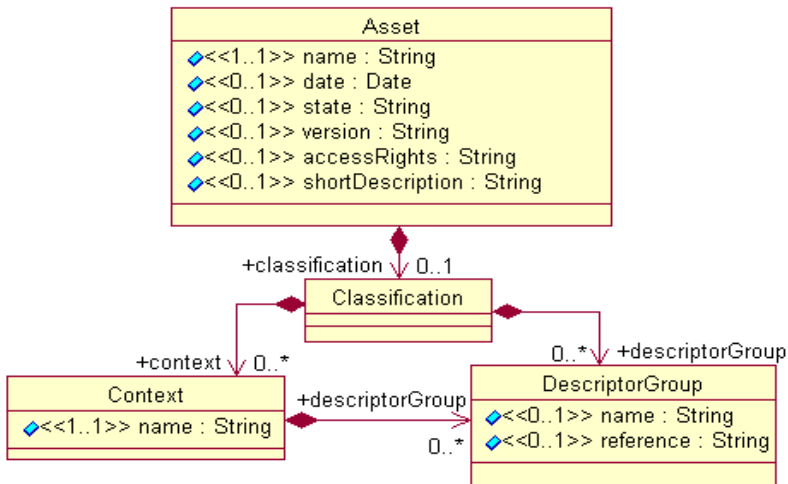 Asset
<<1..1>> name : String
<<0..1>> date : Date
<<0..1>> state : String
<<0..1>> version : String
<<0..1>> accessRights : String
<<0..1>> shortDescription : String
+classification 0..1
Classification
+context 0..*
0..* +descriptorGroup
Context
<<1..1>> name : String
+descriptorGroup
0..*
DescriptorGroup
<<0..1>> name : String
<<0..1>> reference : String